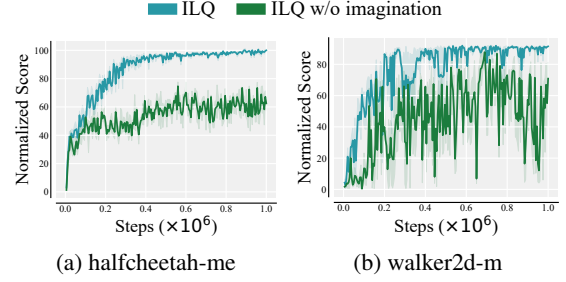 ILQ ILQ w/o imagination
Normalized Score
100
80
60
40
20
0
0.0 0.2 0.4 0.6 0.8 1.0
Steps (×10⁶)
(a) halfcheetah-me
Normalized Score
80
60
40
20
0
0.0 0.2 0.4 0.6 0.8 1.0
Steps (×10⁶)
(b) walker2d-m